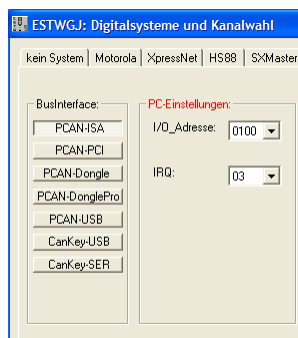 ESTWGJ: Digitalsysteme und Kanalwahl
kein System Motorola XpressNet HS88 SXMaster
BusInterface:
PCAN-ISA
PCAN-PCI
PCAN-Dongle
PCAN-DonglePro
PCAN-USB
CanKey-USB
CanKey-SER
PC-Einstellungen:
I/O_Adresse: 0100
IRQ: 03